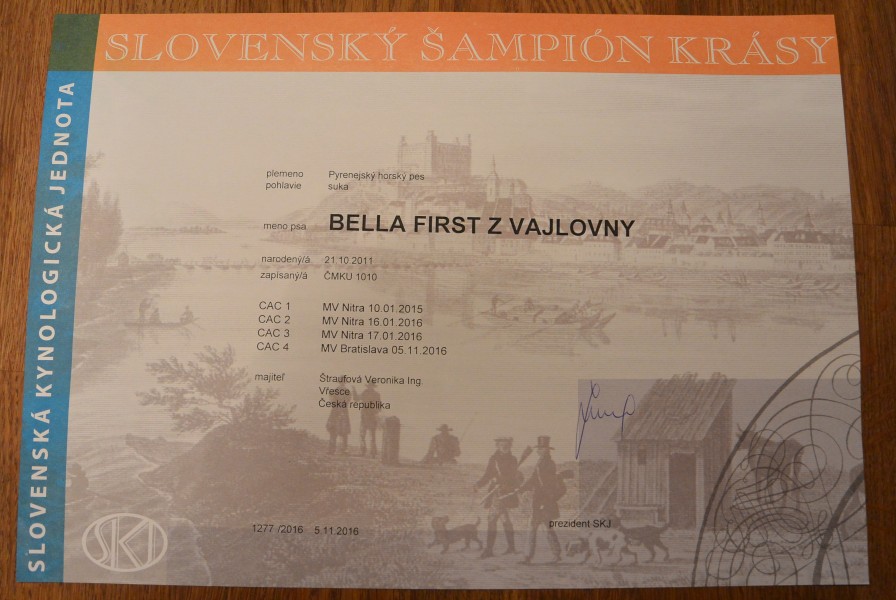 SLOVENSKÝ ŠAMPIÓN KRÁSY
SLOVENSKÁ KYNOLOGICKÁ JEDNOTA
plemeno Pyrenejský horský pes
pohlavie suka
meno psa BELLA FIRST Z VAJLOVNY
narodený/á 21.10.2011
zapísaný/á ČMKU 1010
CAC 1 MV Nitra 10.01.2015
CAC 2 MV Nitra 16.01.2016
CAC 3 MV Nitra 17.01.2016
CAC 4 MV Bratislava 05.11.2016
majiteľ Štraufová Veronika Ing.
Vřesce
Česká republika
1277 /2016 5.11.2016
prezident SKJ
SKJ